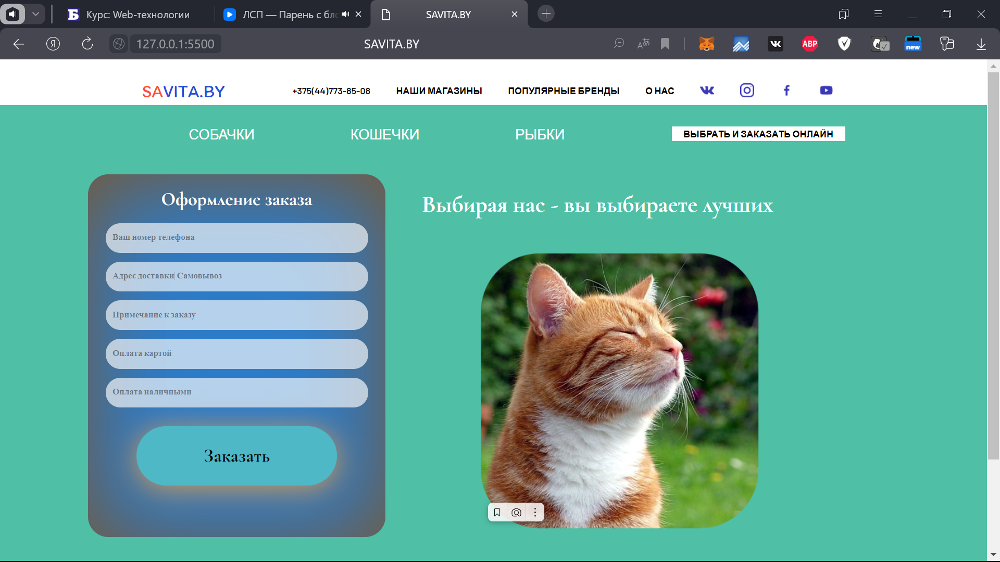 Курс: Web-технологии
ЛСП — Парень с бло
SAVITA.BY
127.0.0.1:5500
SAVITA.BY
ABP
new
SAVITA.BY
+375(44)773-85-08
НАШИ МАГАЗИНЫ
ПОПУЛЯРНЫЕ БРЕНДЫ
О НАС
СОБАЧКИ
КОШЕЧКИ
РЫБКИ
ВЫБРАТЬ И ЗАКАЗАТЬ ОНЛАЙН
Оформление заказа
Ваш номер телефона
Адрес доставки| Самовывоз
Примечание к заказу
Оплата картой
Оплата наличными
Заказать
Выбирая нас - вы выбираете лучших